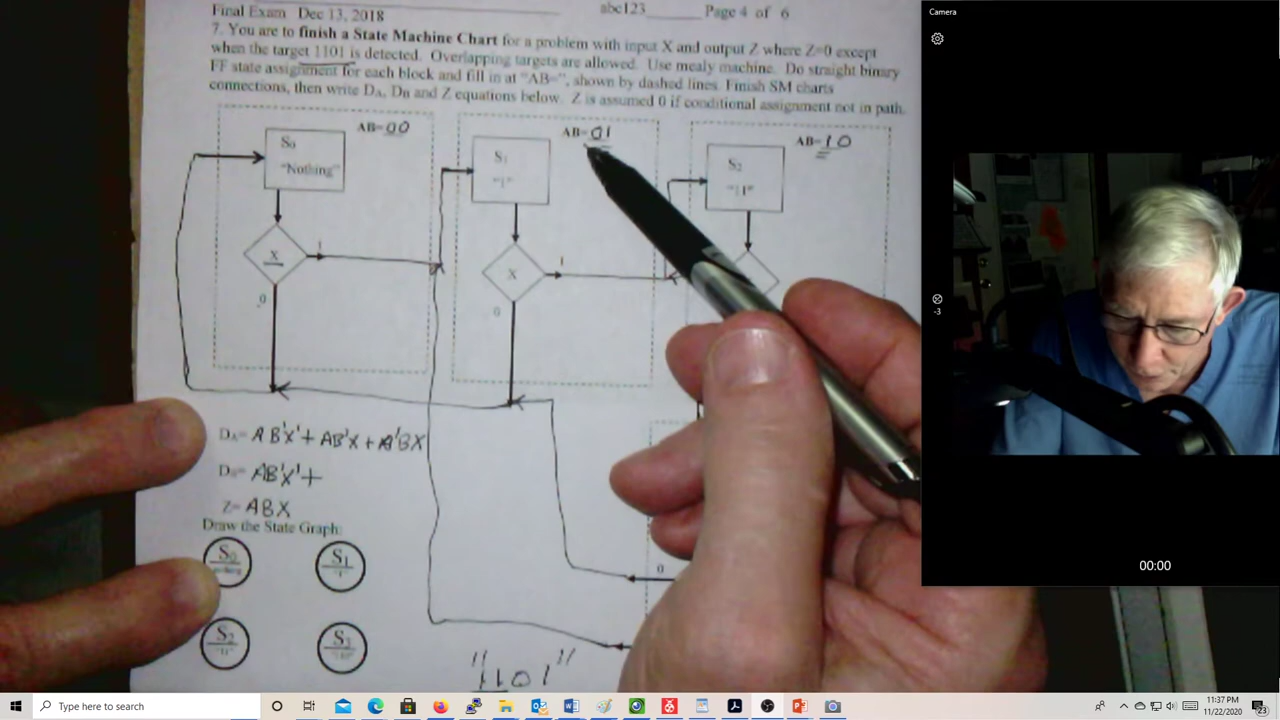 Final Exam Dec 13, 2018
abc123 Page 4 of 6
7. You are to finish a State Machine Chart for a problem with input X and output Z where Z=0 except
when the target 1101 is detected. Overlapping targets are allowed. Use mealy machine. Do straight binary
FF state assignment for each block and fill in at "AB=", shown by dashed lines. Finish SM charts
connections, then write DA, DB and Z equations below. Z is assumed 0 if conditional assignment not in path.
AB=00
AB=01
AB=10
S0
"Nothing"
S1
"1"
S2
"11"
X
1
0
X
1
0
DA= AB'X' + AB'X + A'BX
DB= AB'X' +
Z= ABX
Draw the State Graph:
S0
S1
"1"
S2
"11"
S3
0
"1101"
Camera
-3
00:00
Type here to search
11:37 PM
11/22/2020
23